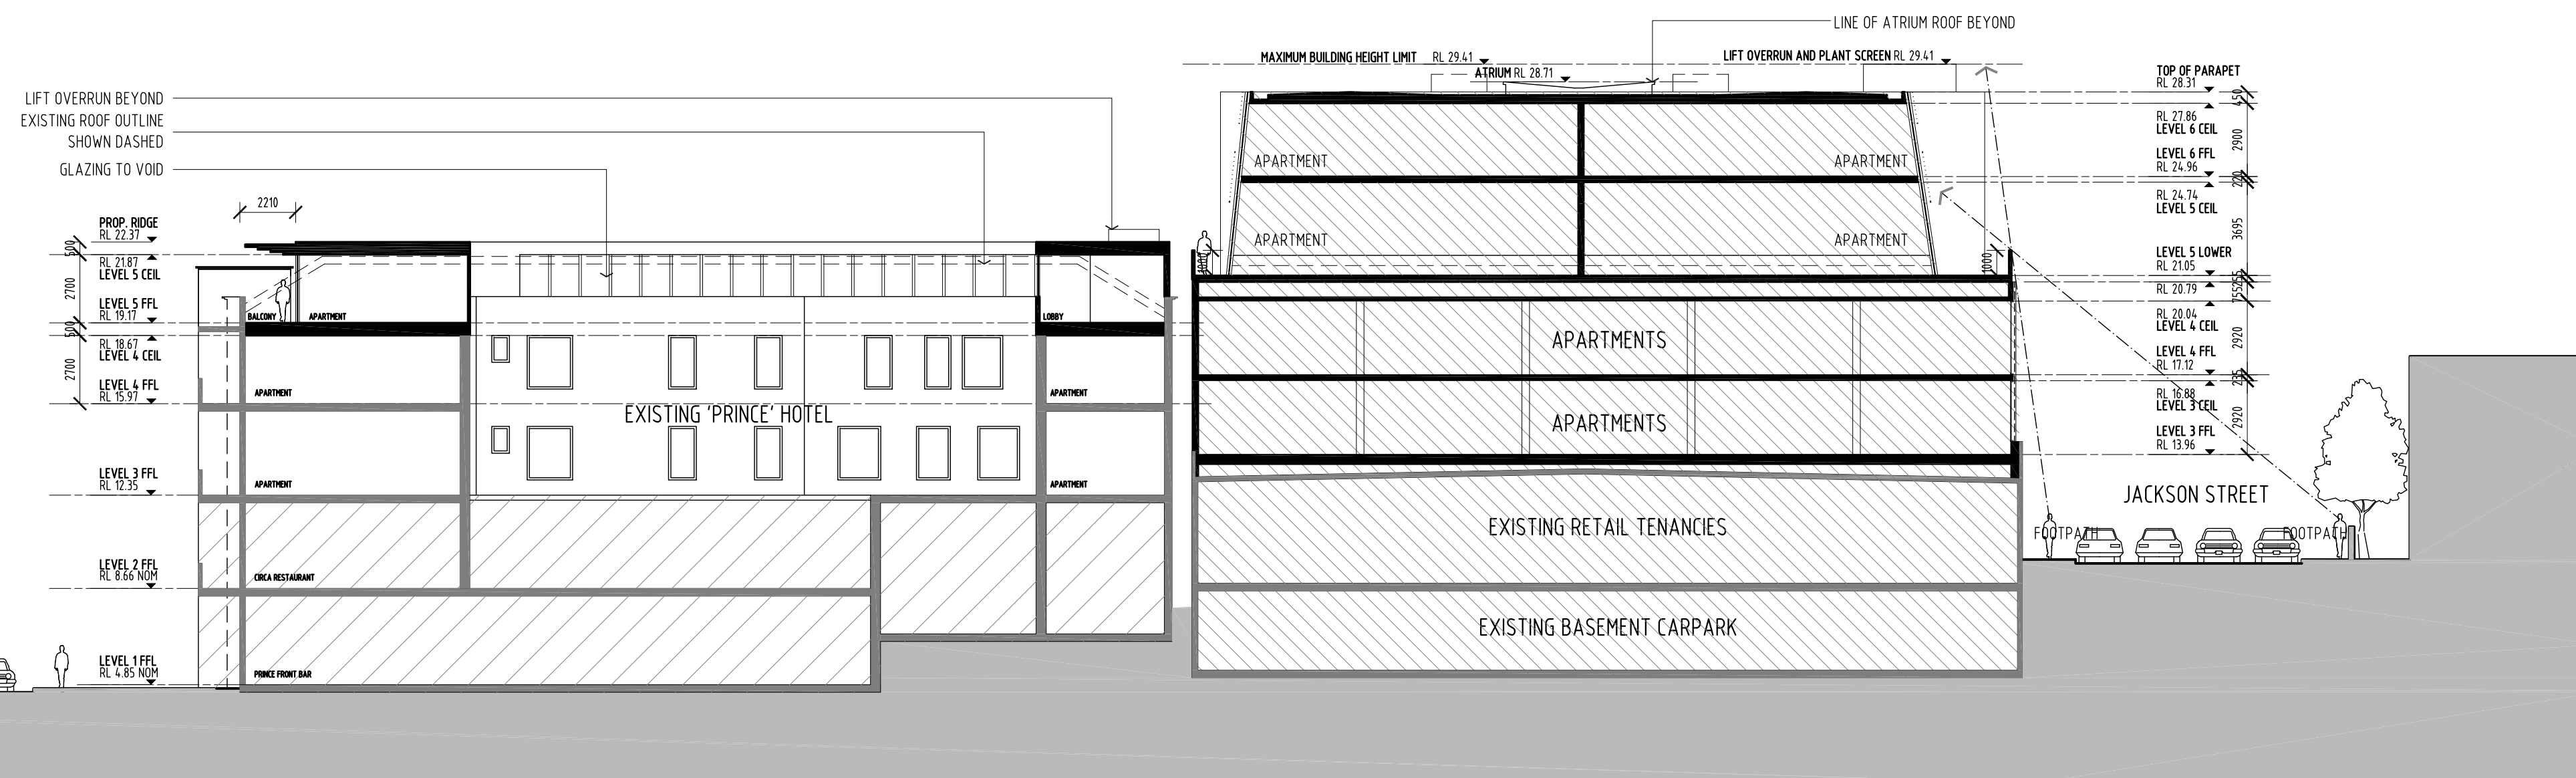 LINE OF ATRIUM ROOF BEYOND
MAXIMUM BUILDING HEIGHT LIMIT RL 29.41
LIFT OVERRUN AND PLANT SCREEN RL 29.41
ATRIUM RL 28.71
LIFT OVERRUN BEYOND
EXISTING ROOF OUTLINE
SHOWN DASHED
GLAZING TO VOID
2210
PROP. RIDGE
RL 22.37
500
RL 21.87
LEVEL 5 CEIL
2700
LEVEL 5 FFL
RL 19.17
500
RL 18.67
LEVEL 4 CEIL
2700
LEVEL 4 FFL
RL 15.97
LEVEL 3 FFL
RL 12.35
LEVEL 2 FFL
RL 8.66 NOM
LEVEL 1 FFL
RL 4.85 NOM
BALCONY
APARTMENT
LOBBY
APARTMENT
APARTMENT
EXISTING 'PRINCE' HOTEL
APARTMENT
APARTMENT
CIRCA RESTAURANT
PRINCE FRONT BAR
APARTMENT
APARTMENT
APARTMENT
APARTMENT
1000
1000
APARTMENTS
APARTMENTS
EXISTING RETAIL TENANCIES
EXISTING BASEMENT CARPARK
TOP OF PARAPET
RL 28.31
450
RL 27.86
LEVEL 6 CEIL
2900
LEVEL 6 FFL
RL 24.96
220
RL 24.74
LEVEL 5 CEIL
3695
LEVEL 5 LOWER
RL 21.05
255
RL 20.79
755
RL 20.04
LEVEL 4 CEIL
2920
LEVEL 4 FFL
RL 17.12
235
RL 16.88
LEVEL 3 CEIL
2920
LEVEL 3 FFL
RL 13.96
JACKSON STREET
FOOTPATH
FOOTPATH